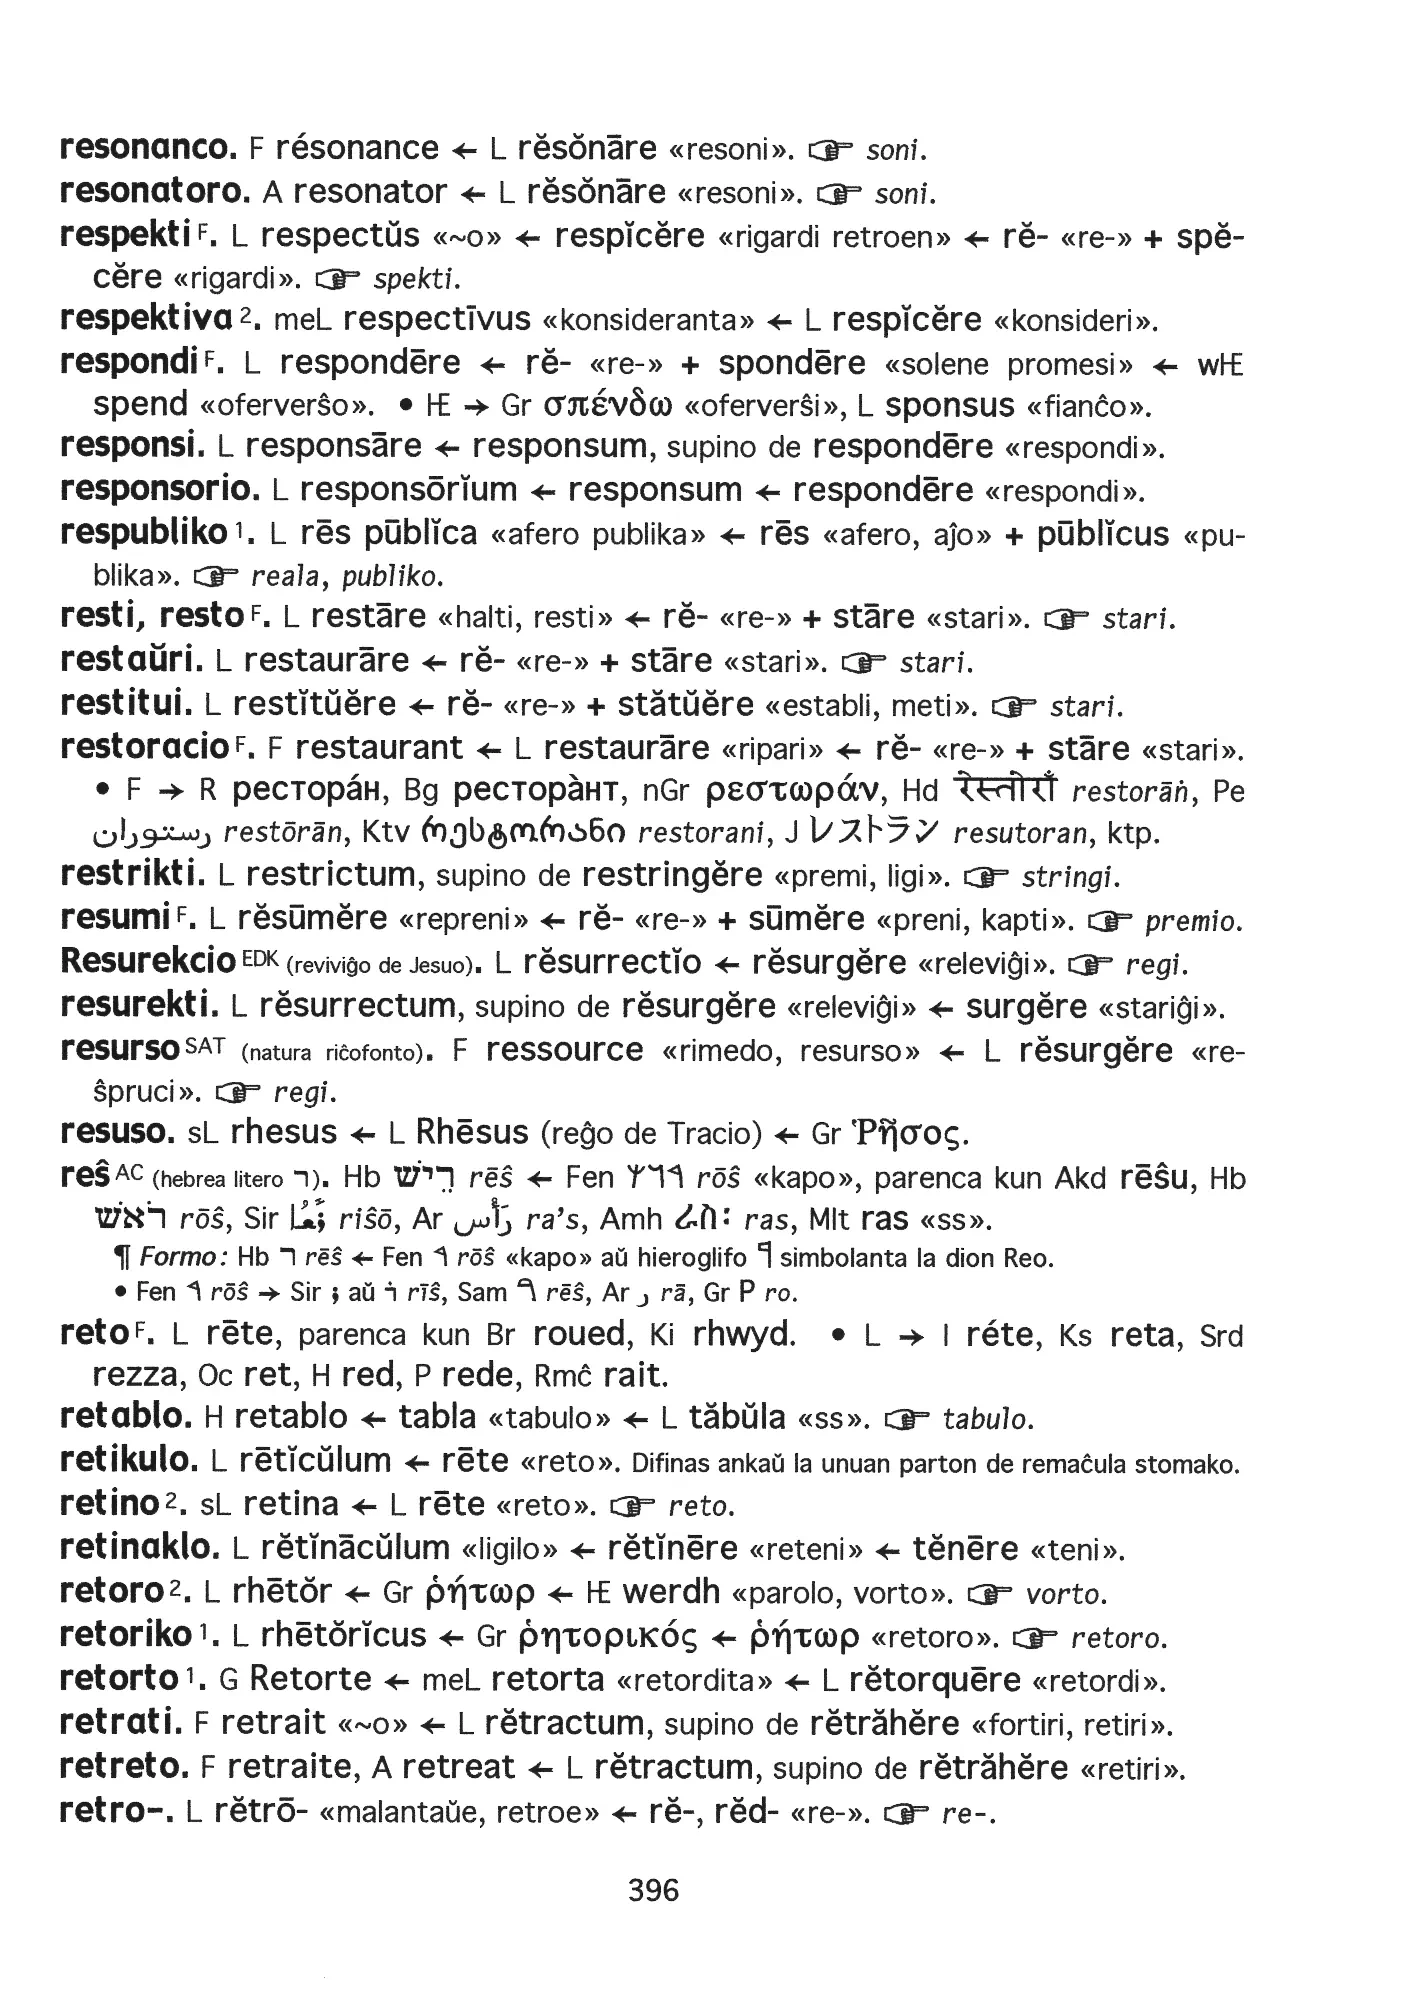 resonanco. F résonance ← L rĕsŏnāre «resoni». ☞ soni.
resonatoro. A resonator ← L rĕsŏnāre «resoni». ☞ soni.
respekti F. L respectŭs «~o» ← respĭcĕre «rigardi retroen» ← rĕ- «re-» + spĕ-
cĕre «rigardi». ☞ spekti.
respektiva 2. meL respectīvus «konsideranta» ← L respĭcĕre «konsideri».
respondi F. L respondēre ← rĕ- «re-» + spondēre «solene promesi» ← wHE
spend «oferverŝo». • HE → Gr σπένδω «oferverŝi», L sponsus «fianĉo».
responsi. L responsāre ← responsum, supino de respondēre «respondi».
responsorio. L responsōrĭum ← responsum ← respondēre «respondi».
respubliko 1. L rēs pūblĭca «afero publika» ← rēs «afero, aĵo» + pūblĭcus «pu-
blika». ☞ reala, publiko.
resti, resto F. L restāre «halti, resti» ← rĕ- «re-» + stāre «stari». ☞ stari.
restaŭri. L restaurāre ← rĕ- «re-» + stāre «stari». ☞ stari.
restitui. L restĭtŭĕre ← rĕ- «re-» + stătŭĕre «establi, meti». ☞ stari.
restoracio F. F restaurant ← L restaurāre «ripari» ← rĕ- «re-» + stāre «stari».
• F → R рестора́н, Bg рестора̀нт, nGr ρεστωράν, Hd रेस्तोराँ restorāṅ, Pe
رستوران restōrān, Ktv რესტორანი restorani, J レストラン resutoran, ktp.
restrikti. L restrictum, supino de restringĕre «premi, ligi». ☞ stringi.
resumi F. L rĕsūmĕre «repreni» ← rĕ- «re-» + sūmĕre «preni, kapti». ☞ premio.
Resurekcio EDK (reviviĝo de Jesuo). L rĕsurrectĭo ← rĕsurgĕre «releviĝi». ☞ regi.
resurekti. L rĕsurrectum, supino de rĕsurgĕre «releviĝi» ← surgĕre «stariĝi».
resurso SAT (natura riĉofonto). F ressource «rimedo, resurso» ← L rĕsurgĕre «re-
ŝpruci». ☞ regi.
resuso. sL rhesus ← L Rhēsus (reĝo de Tracio) ← Gr Ῥῆσος.
reŝ AC (hebrea litero ר). Hb רֵישׁ rēŝ ← Fen 𐤓𐤀𐤔 rōŝ «kapo», parenca kun Akd rēŝu, Hb
רֹאשׁ rōŝ, Sir ܪܺܫܳܐ riŝō, Ar رَأْس ra’s, Amh ራስ፡ ras, Mlt ras «ss».
¶ Formo: Hb ר rēŝ ← Fen 𐤓 rōŝ «kapo» aŭ hieroglifo simbolanta la dion Reo.
• Fen 𐤓 rōŝ → Sir ܪ aŭ rīŝ, Sam ࠓ rēŝ, Ar ر rā, Gr Ρ ro.
reto F. L rēte, parenca kun Br roued, Ki rhwyd. • L → I réte, Ks reta, Srd
rezza, Oc ret, H red, P rede, Rmĉ rait.
retablo. H retablo ← tabla «tabulo» ← L tăbŭla «ss». ☞ tabulo.
retikulo. L rētĭcŭlum ← rēte «reto». Difinas ankaŭ la unuan parton de remaĉula stomako.
retino 2. sL retina ← L rēte «reto». ☞ reto.
retinaklo. L rĕtĭnācŭlum «ligilo» ← rĕtĭnēre «reteni» ← tĕnēre «teni».
retoro 2. L rhētŏr ← Gr ῥήτωρ ← HE werdh «parolo, vorto». ☞ vorto.
retoriko 1. L rhētŏrĭcus ← Gr ῥητορικός ← ῥήτωρ «retoro». ☞ retoro.
retorto 1. G Retorte ← meL retorta «retordita» ← L rĕtorquēre «retordi».
retrati. F retrait «~o» ← L rĕtractum, supino de rĕtrăhĕre «fortiri, retiri».
retreto. F retraite, A retreat ← L rĕtractum, supino de rĕtrăhĕre «retiri».
retro-. L rĕtrō- «malantaŭe, retroe» ← rĕ-, rĕd- «re-». ☞ re-.
396